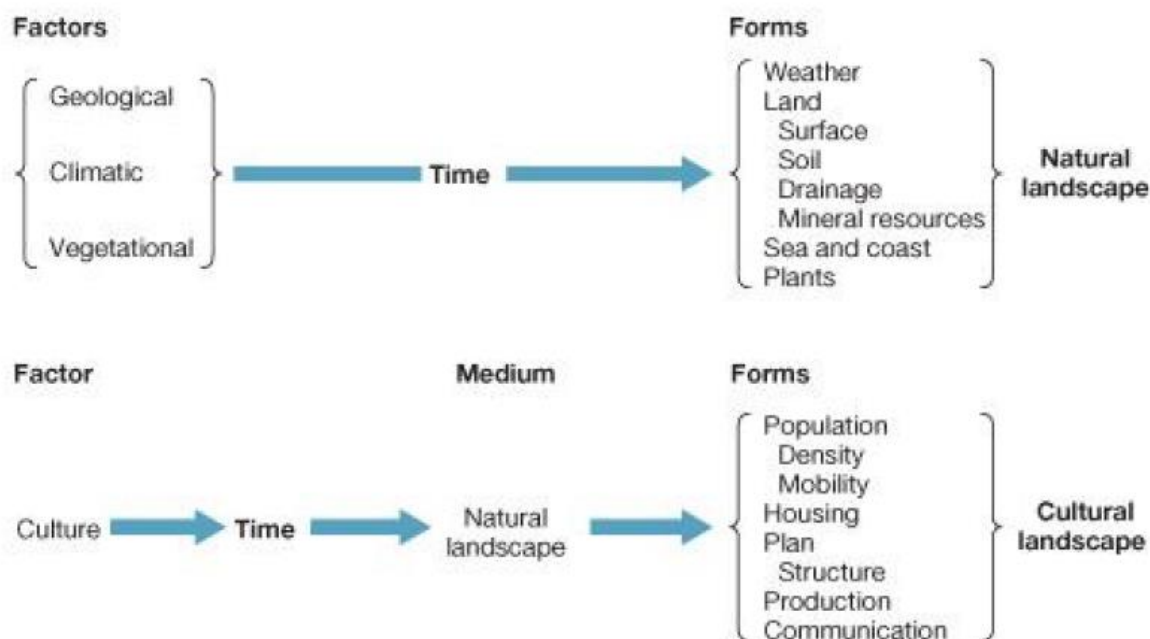 Factors
Geological
Climatic
Vegetational
Time
Forms
Weather
Land
Surface
Soil
Drainage
Mineral resources
Sea and coast
Plants
Natural
landscape
Factor
Culture
Time
Medium
Natural
landscape
Forms
Population
Density
Mobility
Housing
Plan
Structure
Production
Communication
Cultural
landscape